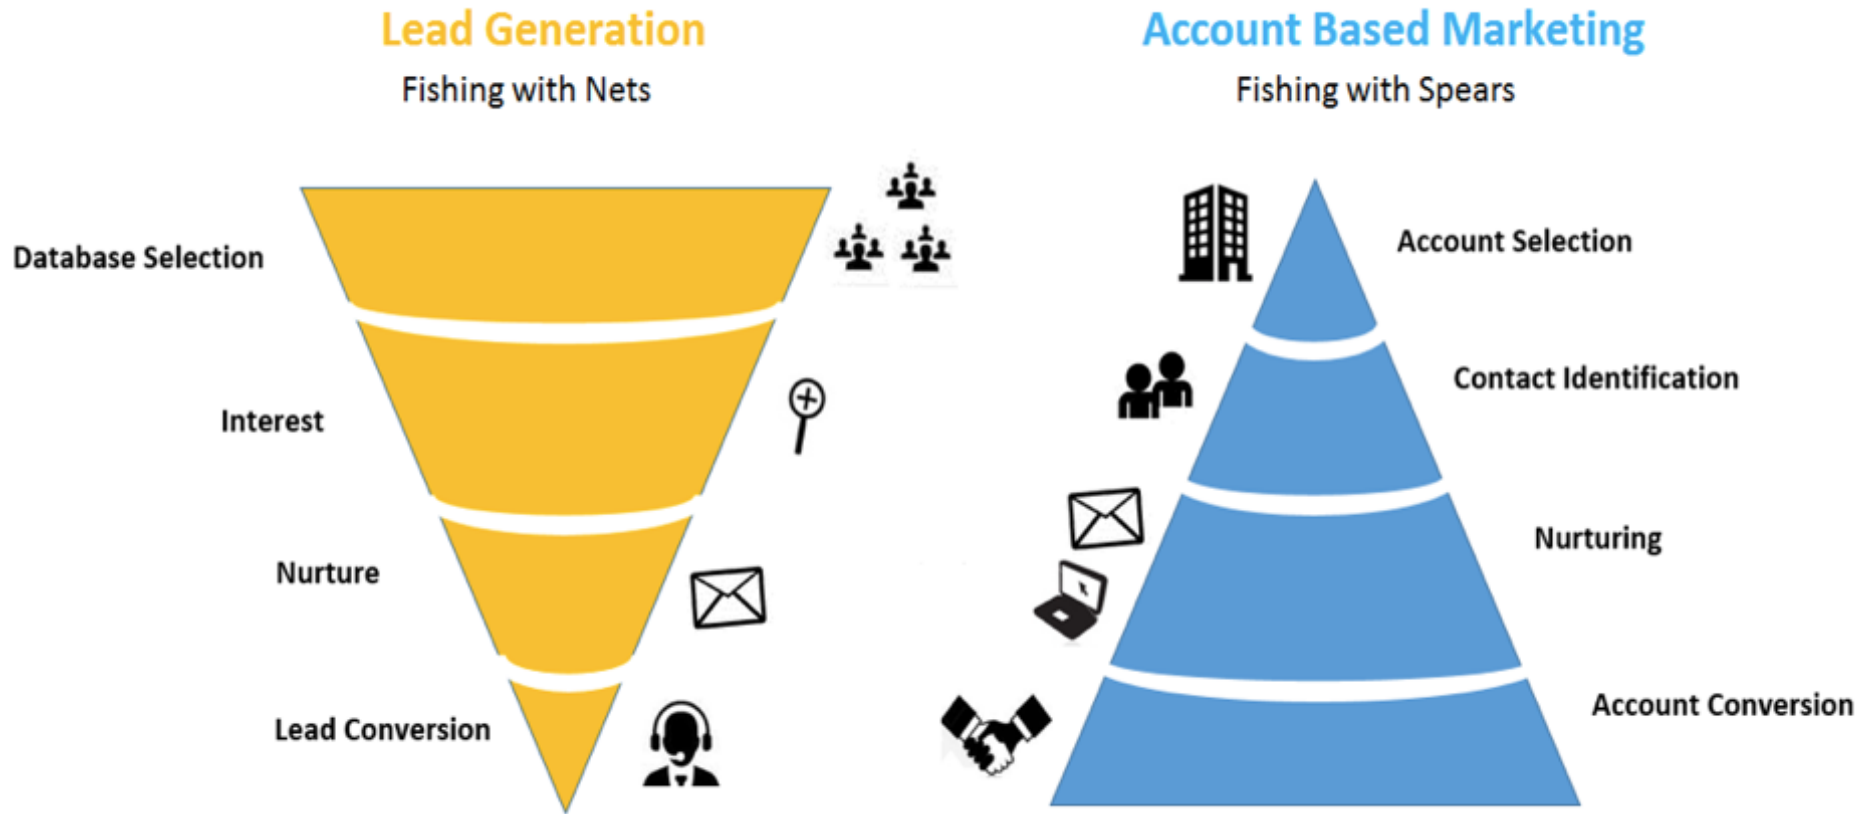 Lead Generation
Fishing with Nets
Database Selection
Interest
Nurture
Lead Conversion
Account Based Marketing
Fishing with Spears
Account Selection
Contact Identification
Nurturing
Account Conversion